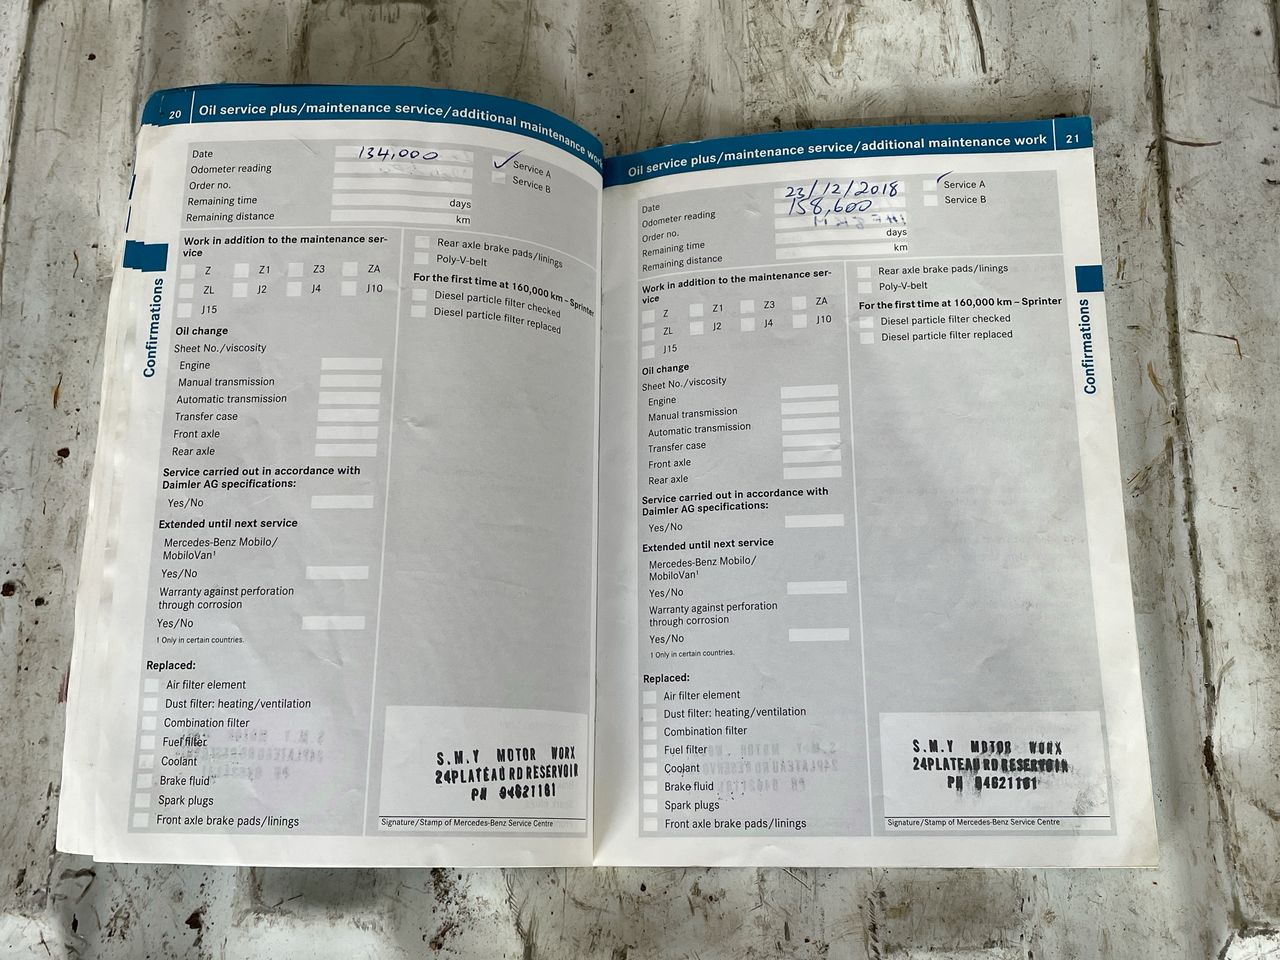 20 Oil service plus/maintenance service/additional maintenance work
Date
134,000
Odometer reading
Order no.
Remaining time days
Remaining distance km
Service A
Service B
Work in addition to the maintenance ser-
vice
Z Z1 Z3 ZA
ZL J2 J4 J10
J15
Oil change
Sheet No./viscosity
Engine
Manual transmission
Automatic transmission
Transfer case
Front axle
Rear axle
Service carried out in accordance with
Daimler AG specifications:
Yes/No
Extended until next service
Mercedes-Benz Mobilo/
MobiloVan¹
Yes/No
Warranty against perforation
through corrosion
Yes/No
1 Only in certain countries.
Replaced:
Air filter element
Dust filter: heating/ventilation
Combination filter
Fuel filter
Coolant
Brake fluid
Spark plugs
Front axle brake pads/linings
Rear axle brake pads/linings
Poly-V-belt
For the first time at 160,000 km – Sprinter
Diesel particle filter checked
Diesel particle filter replaced
S.M.Y MOTOR WORX
24PLATEAU RD RESERVOIR
PH 94621161
Confirmations
Oil service plus/maintenance service/additional maintenance work 21
Date 23/12/2018
Odometer reading 158,600
Order no.
Remaining time days
Remaining distance km
Service A
Service B
Work in addition to the maintenance ser-
vice
Z Z1 Z3 ZA
ZL J2 J4 J10
J15
Oil change
Sheet No./viscosity
Engine
Manual transmission
Automatic transmission
Transfer case
Front axle
Rear axle
Service carried out in accordance with
Daimler AG specifications:
Yes/No
Extended until next service
Mercedes-Benz Mobilo/
MobiloVan¹
Yes/No
Warranty against perforation
through corrosion
Yes/No
1 Only in certain countries.
Replaced:
Air filter element
Dust filter: heating/ventilation
Combination filter
Fuel filter
Coolant
Brake fluid
Spark plugs
Front axle brake pads/linings
Rear axle brake pads/linings
Poly-V-belt
For the first time at 160,000 km – Sprinter
Diesel particle filter checked
Diesel particle filter replaced
S.M.Y MOTOR WORX
24PLATEAU RD RESERVOIR
PH 94621161
Signature/Stamp of Mercedes-Benz Service Centre
Signature/Stamp of Mercedes-Benz Service Centre
Confirmations